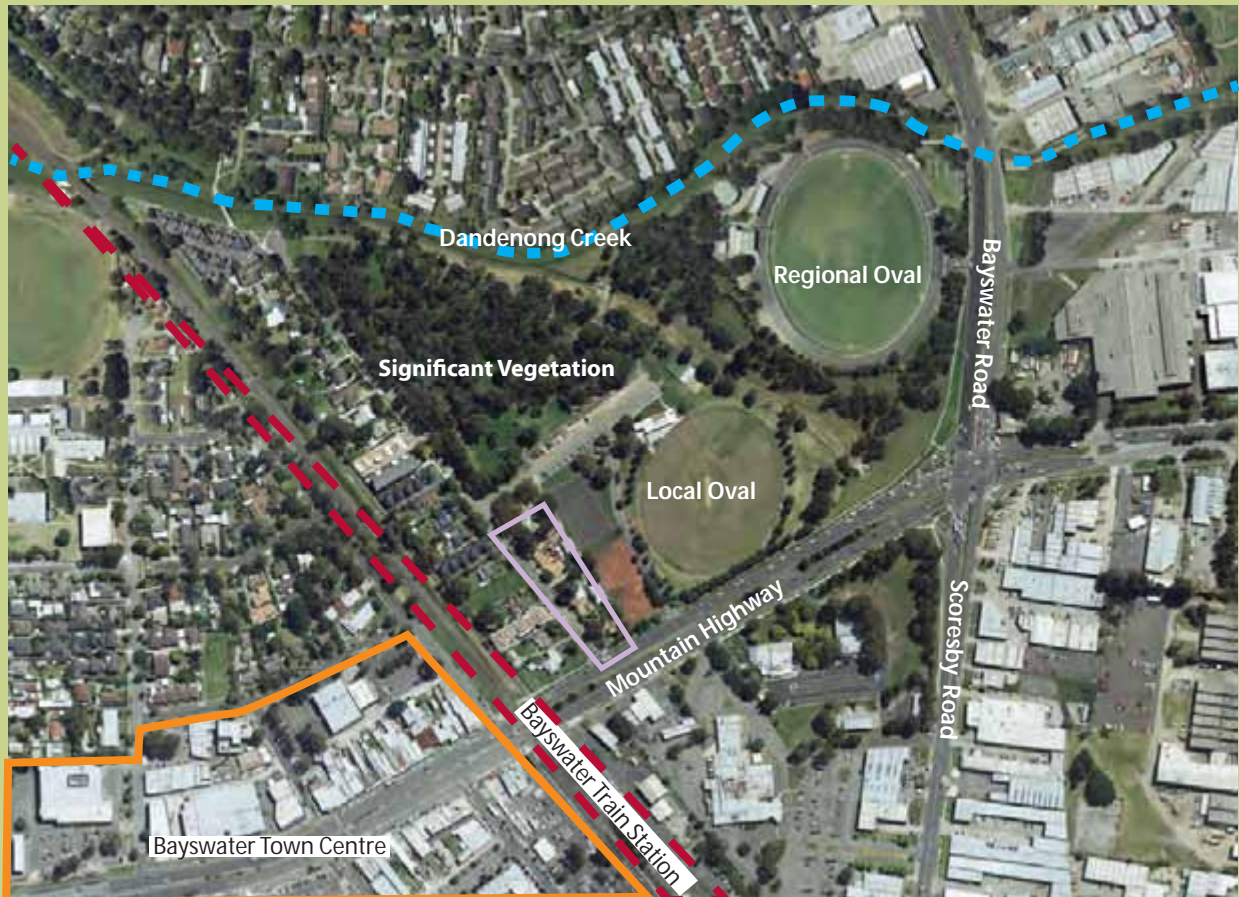 Dandenong Creek
Regional Oval
Bayswater Road
Significant Vegetation
Local Oval
Mountain Highway
Scoresby Road
Bayswater Train Station
Bayswater Town Centre